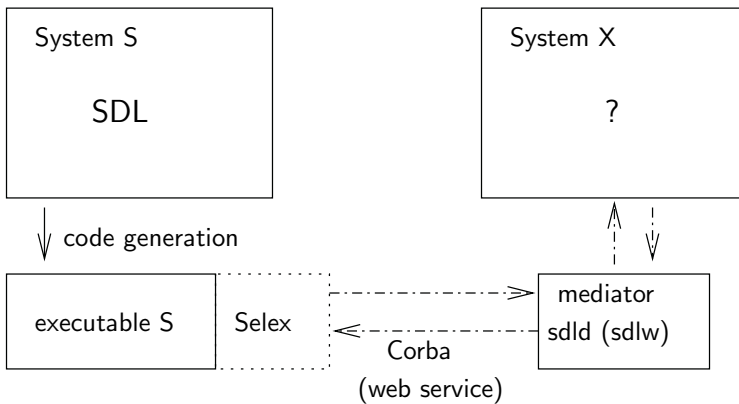 System S
SDL
System X
?
code generation
executable S
Selex
mediator
sdld (sdlw)
Corba
(web service)